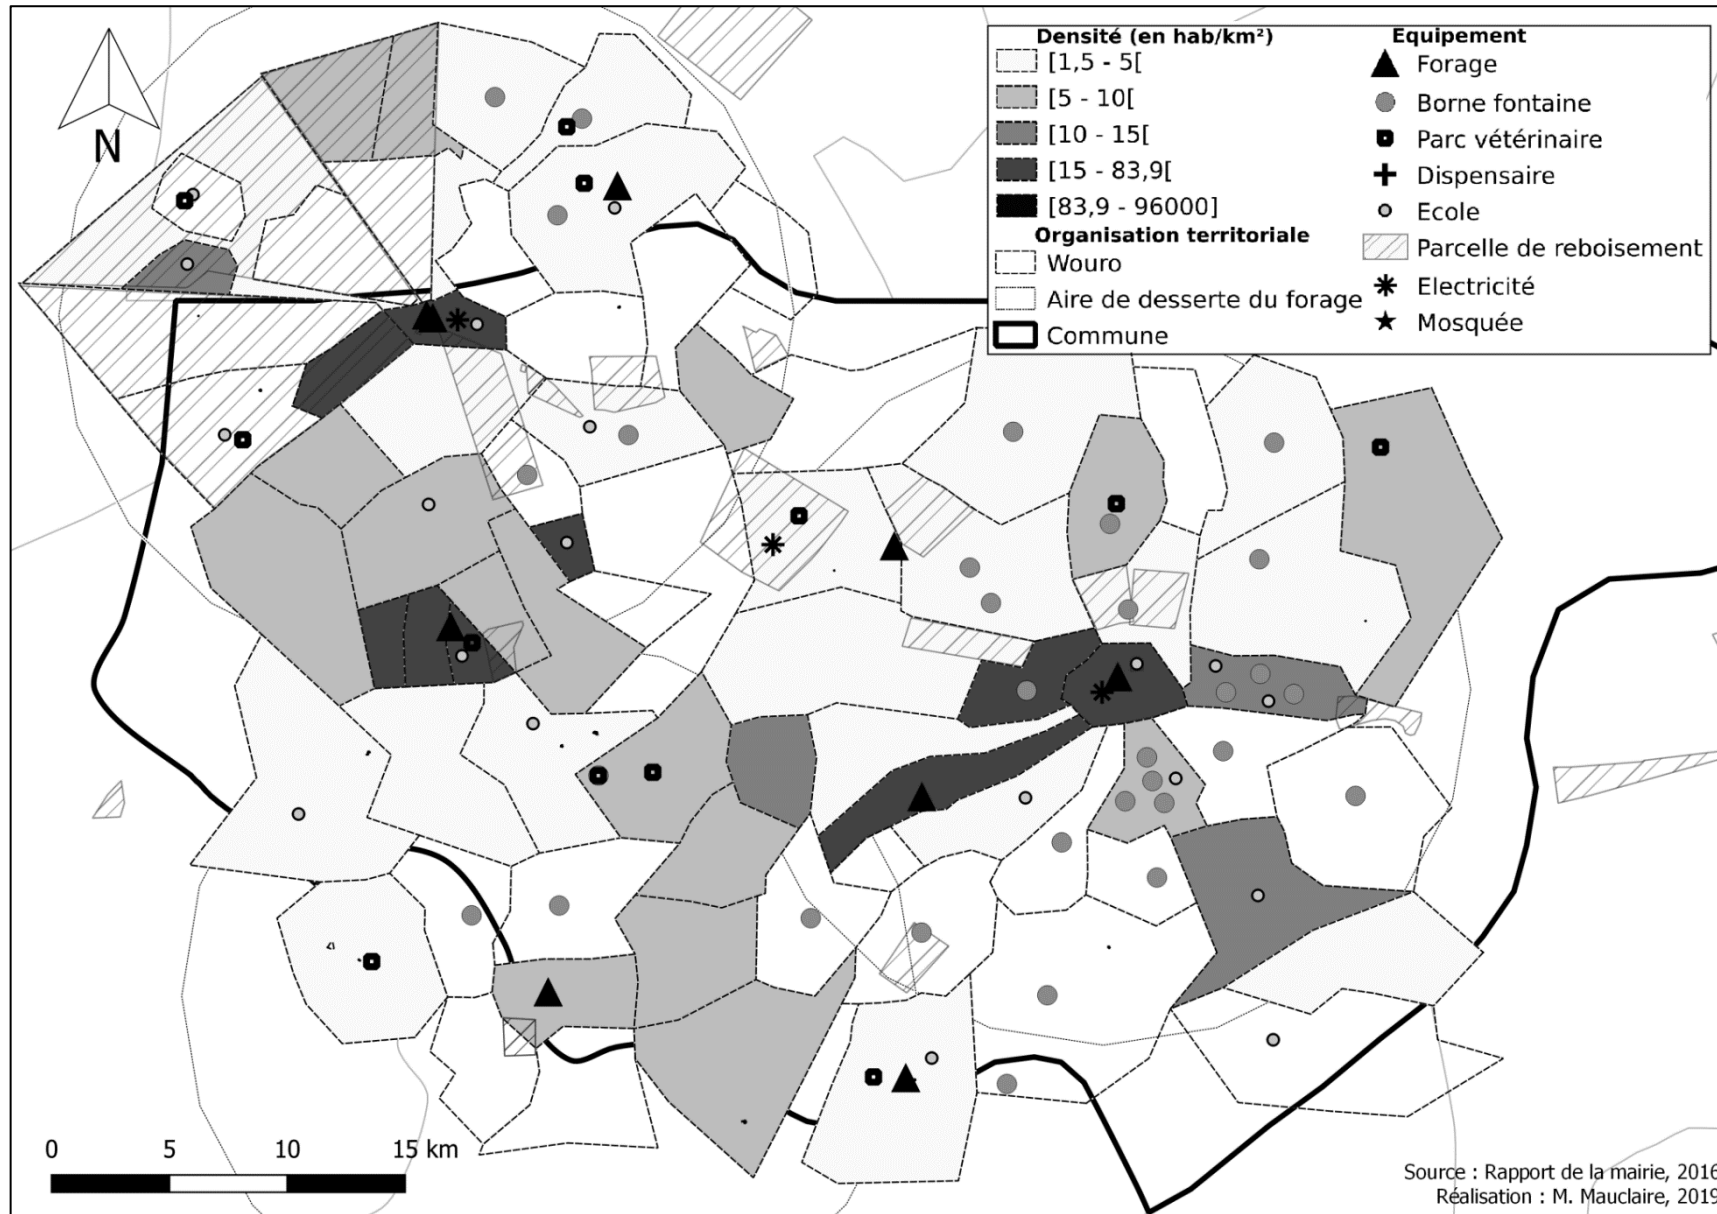 N
Densité (en hab/km²)
[1,5 - 5[
[5 - 10[
[10 - 15[
[15 - 83,9[
[83,9 - 96000]
Organisation territoriale
Wouro
Aire de desserte du forage
Commune
Equipement
Forage
Borne fontaine
Parc vétérinaire
Dispensaire
Ecole
Parcelle de reboisement
Electricité
Mosquée
0 5 10 15 km
Source : Rapport de la mairie, 2016
Réalisation : M. Mauclaire, 2019